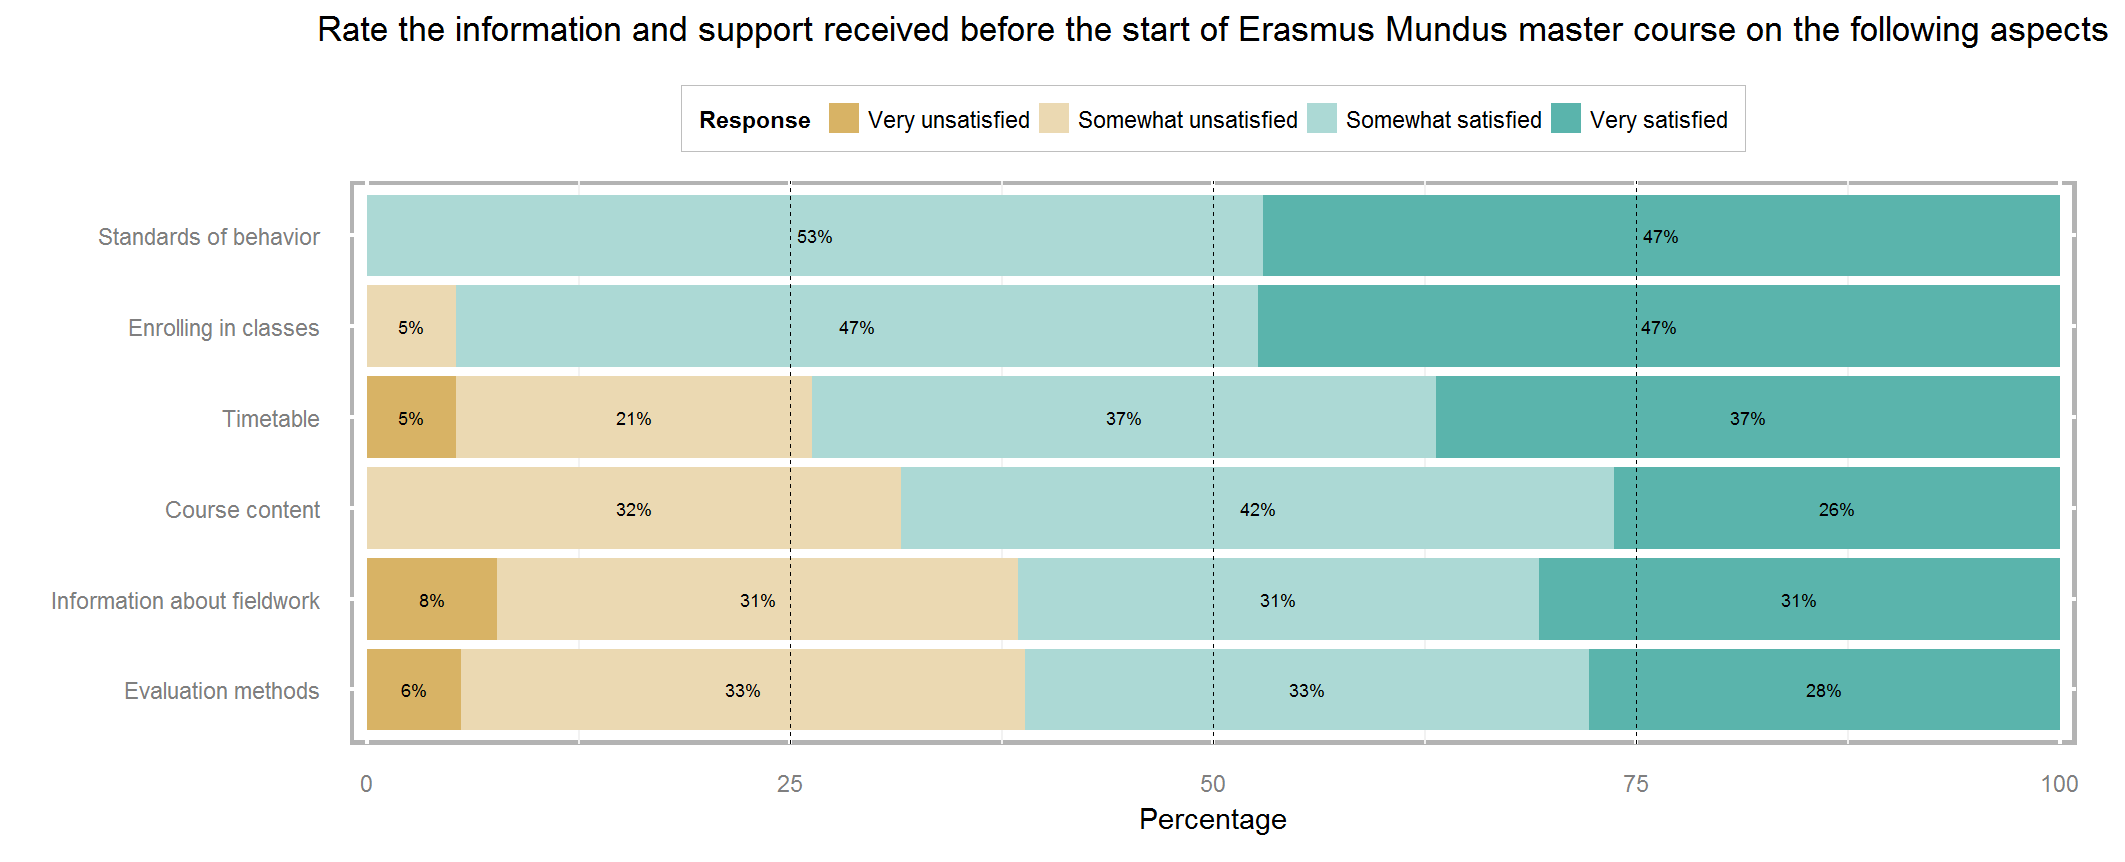 Rate the information and support received before the start of Erasmus Mundus master course on the following aspects
Response Very unsatisfied Somewhat unsatisfied Somewhat satisfied Very satisfied
Standards of behavior 53% 47%
Enrolling in classes 5% 47% 47%
Timetable 5% 21% 37% 37%
Course content 32% 42% 26%
Information about fieldwork 8% 31% 31% 31%
Evaluation methods 6% 33% 33% 28%
0 25 50 75 100
Percentage